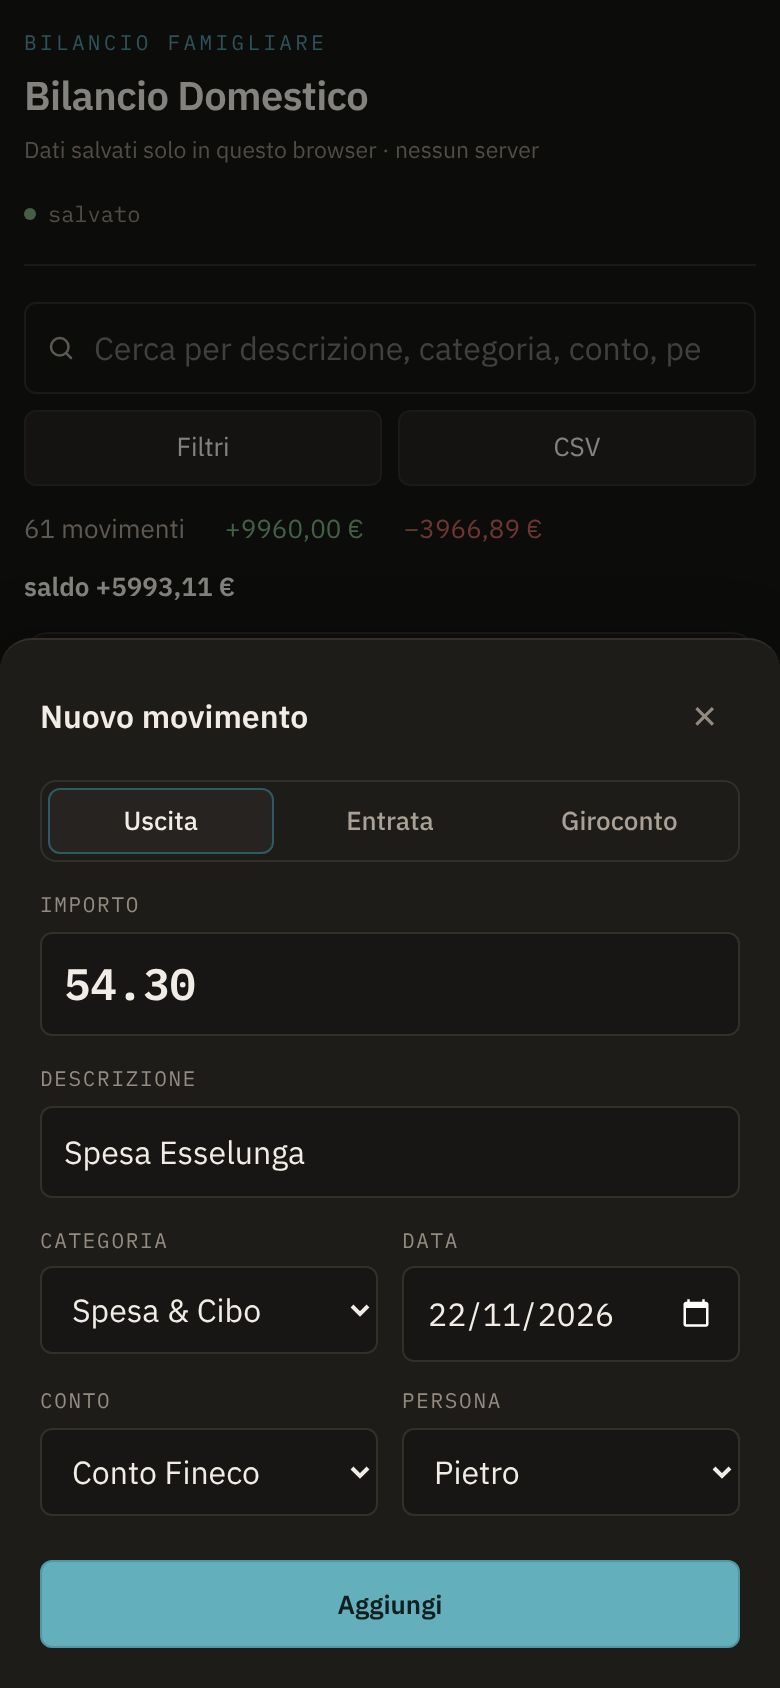 BILANCIO FAMIGLIARE
Bilancio Domestico
Dati salvati solo in questo browser · nessun server
salvato
Cerca per descrizione, categoria, conto, pe
Filtri CSV
61 movimenti +9960,00 € −3966,89 €
saldo +5993,11 €
Nuovo movimento ✕
Uscita Entrata Giroconto
IMPORTO
54.30
DESCRIZIONE
Spesa Esselunga
CATEGORIA DATA
Spesa & Cibo 22/11/2026
CONTO PERSONA
Conto Fineco Pietro
Aggiungi